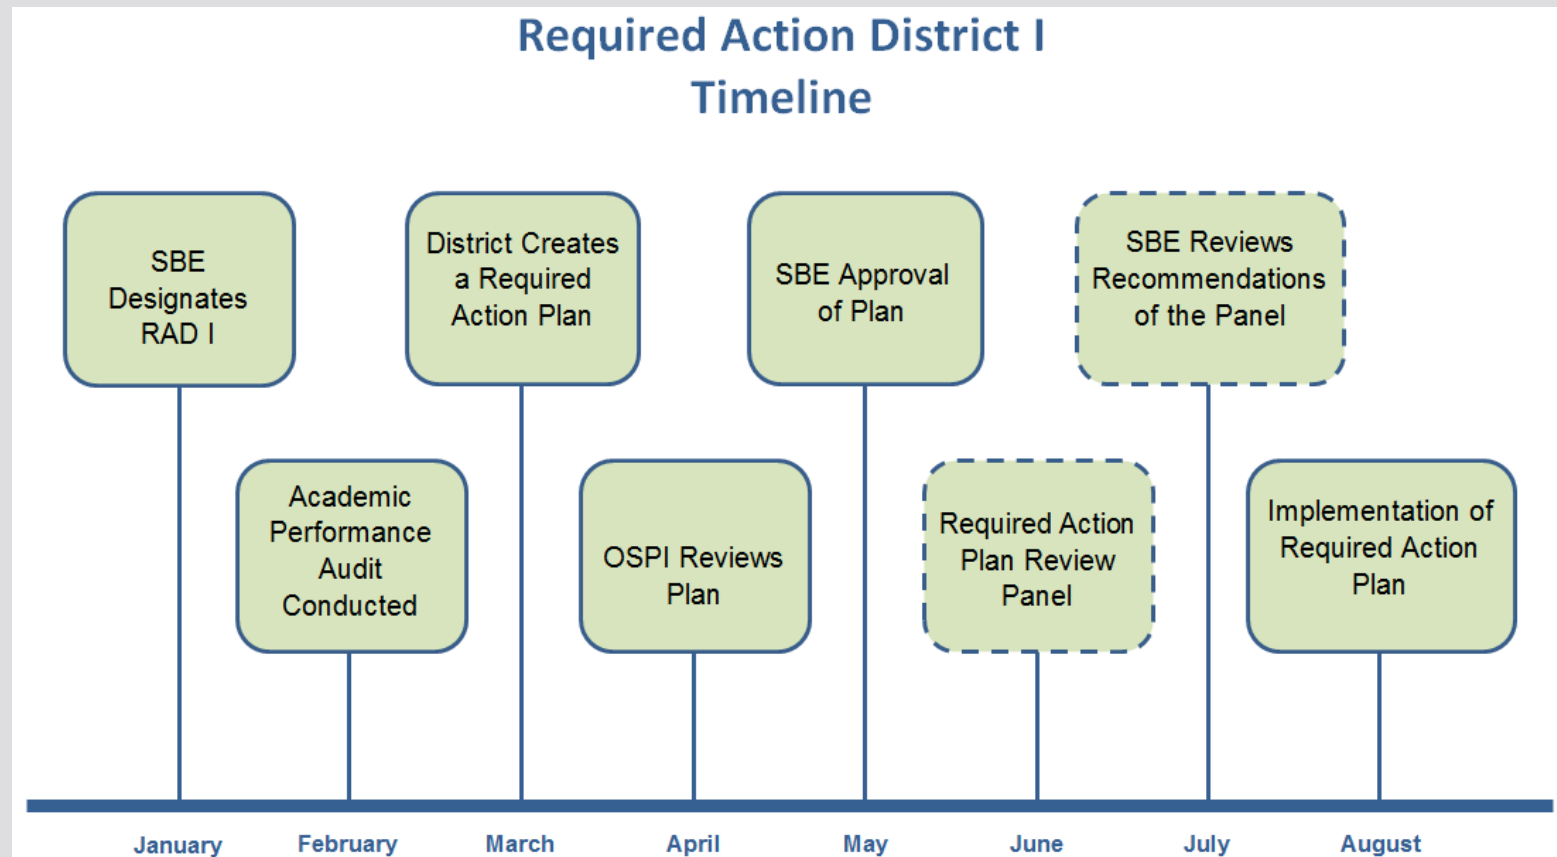 Required Action District I
Timeline
SBE
Designates
RAD I
District Creates
a Required
Action Plan
SBE Approval
of Plan
SBE Reviews
Recommendations
of the Panel
Academic
Performance
Audit
Conducted
OSPI Reviews
Plan
Required Action
Plan Review
Panel
Implementation of
Required Action
Plan
January
February
March
April
May
June
July
August